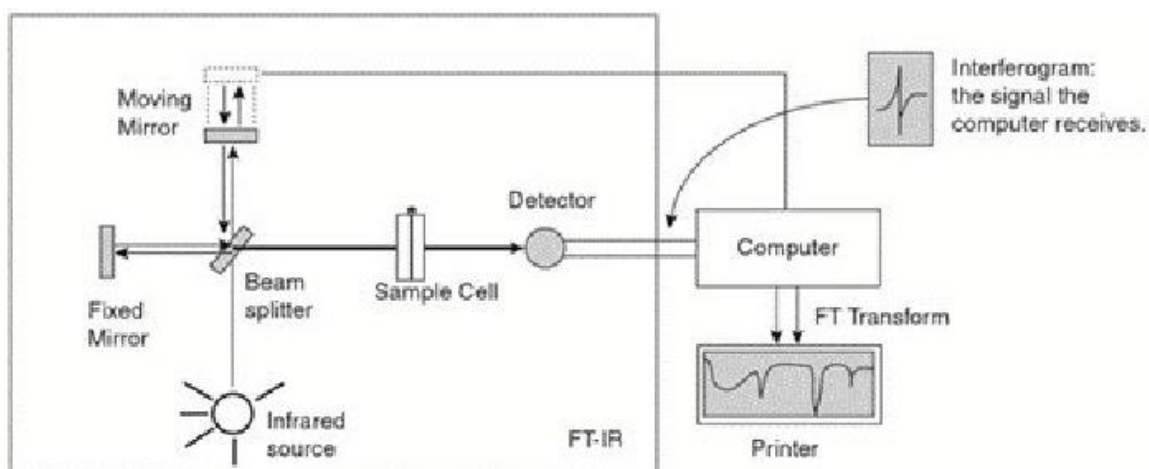 Moving
Mirror
Interferogram:
the signal the
computer receives.
Detector
Computer
Beam
splitter
Sample Cell
Fixed
Mirror
FT Transform
Infrared
source
FT-IR
Printer